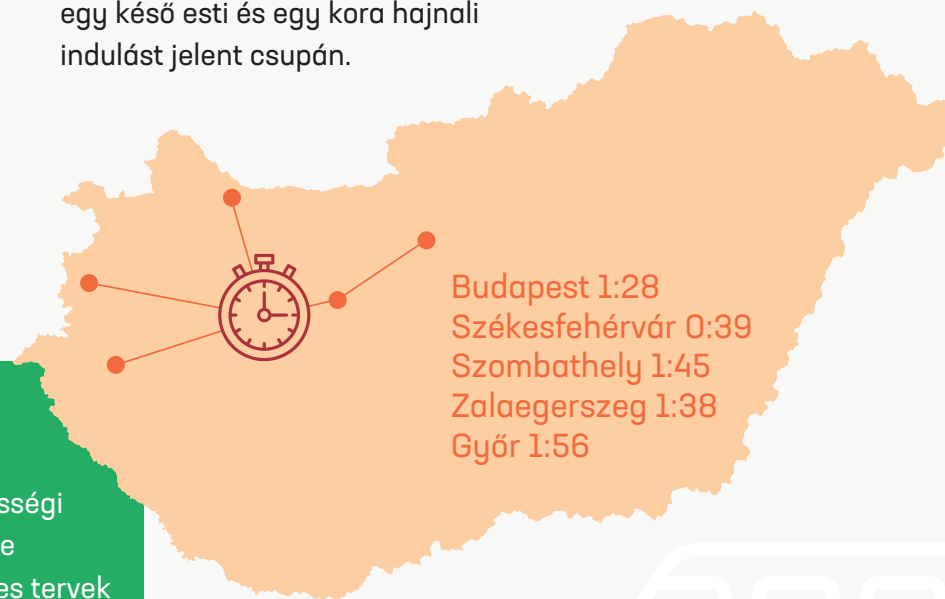 egy késő esti és egy kora hajnali
indulást jelent csupán.
Budapest 1:28
Székesfehérvár 0:39
Szombathely 1:45
Zalaegerszeg 1:38
Győr 1:56
es tervek